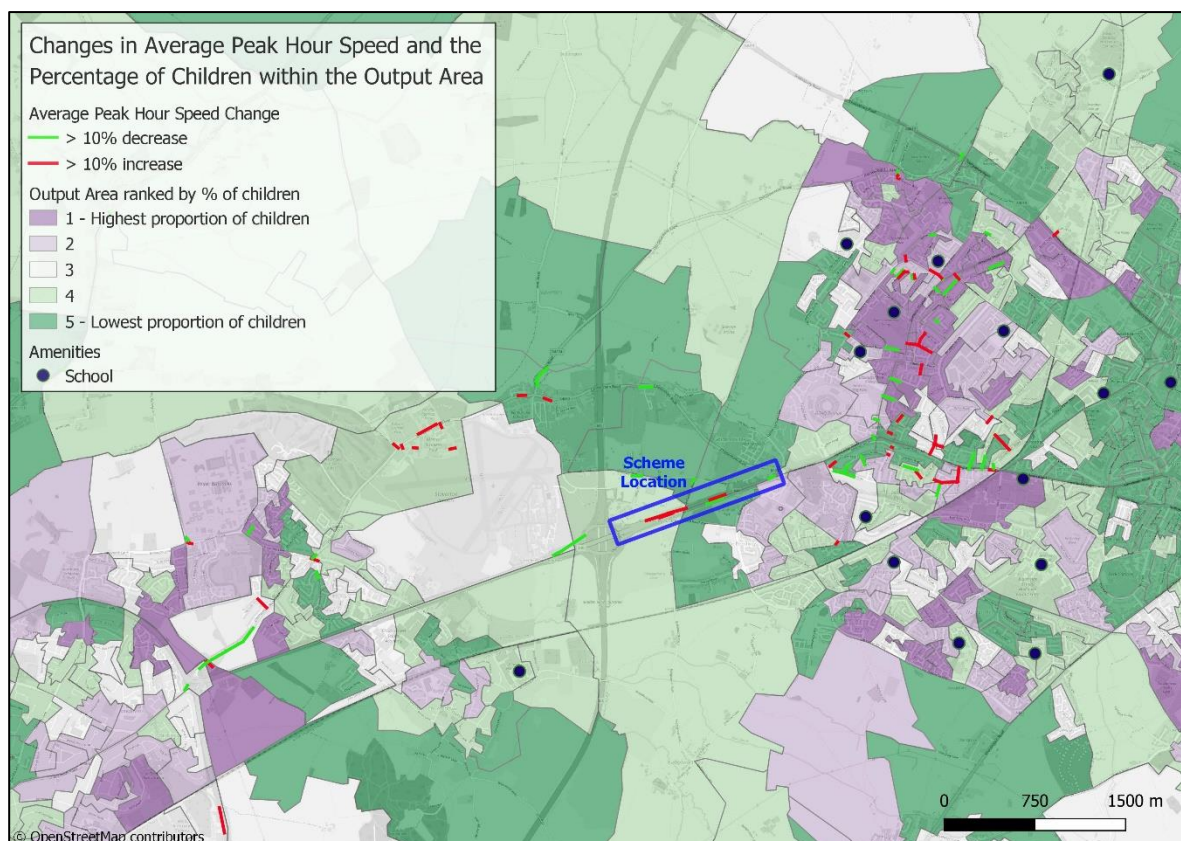 Changes in Average Peak Hour Speed and the
Percentage of Children within the Output Area
Average Peak Hour Speed Change
> 10% decrease
> 10% increase
Output Area ranked by % of children
1 - Highest proportion of children
2
3
4
5 - Lowest proportion of children
Amenities
School
Scheme
Location
0 750 1500 m
© OpenStreetMap contributors